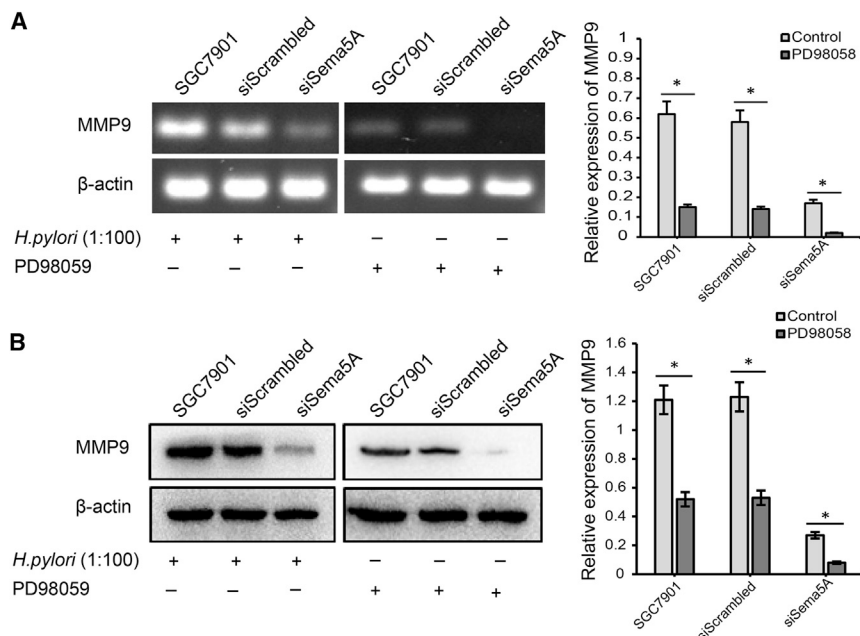 A
SGC7901
siScrambled
siSema5A
SGC7901
siScrambled
siSema5A
MMP9
β-actin
H.pylori (1:100) + + + – – –
PD98059 – – – + + +
Relative expression of MMP9
0.8
0.7
0.6
0.5
0.4
0.3
0.2
0.1
0
Control
PD98058
* * *
SGC7901
siScrambled
siSema5A
B
SGC7901
siScrambled
siSema5A
SGC7901
siScrambled
siSema5A
MMP9
β-actin
H.pylori (1:100) + + + – – –
PD98059 – – – + + +
Relative expression of MMP9
1.6
1.4
1.2
1
0.8
0.6
0.4
0.2
0
Control
PD98058
* * *
SGC7901
siScrambled
siSema5A